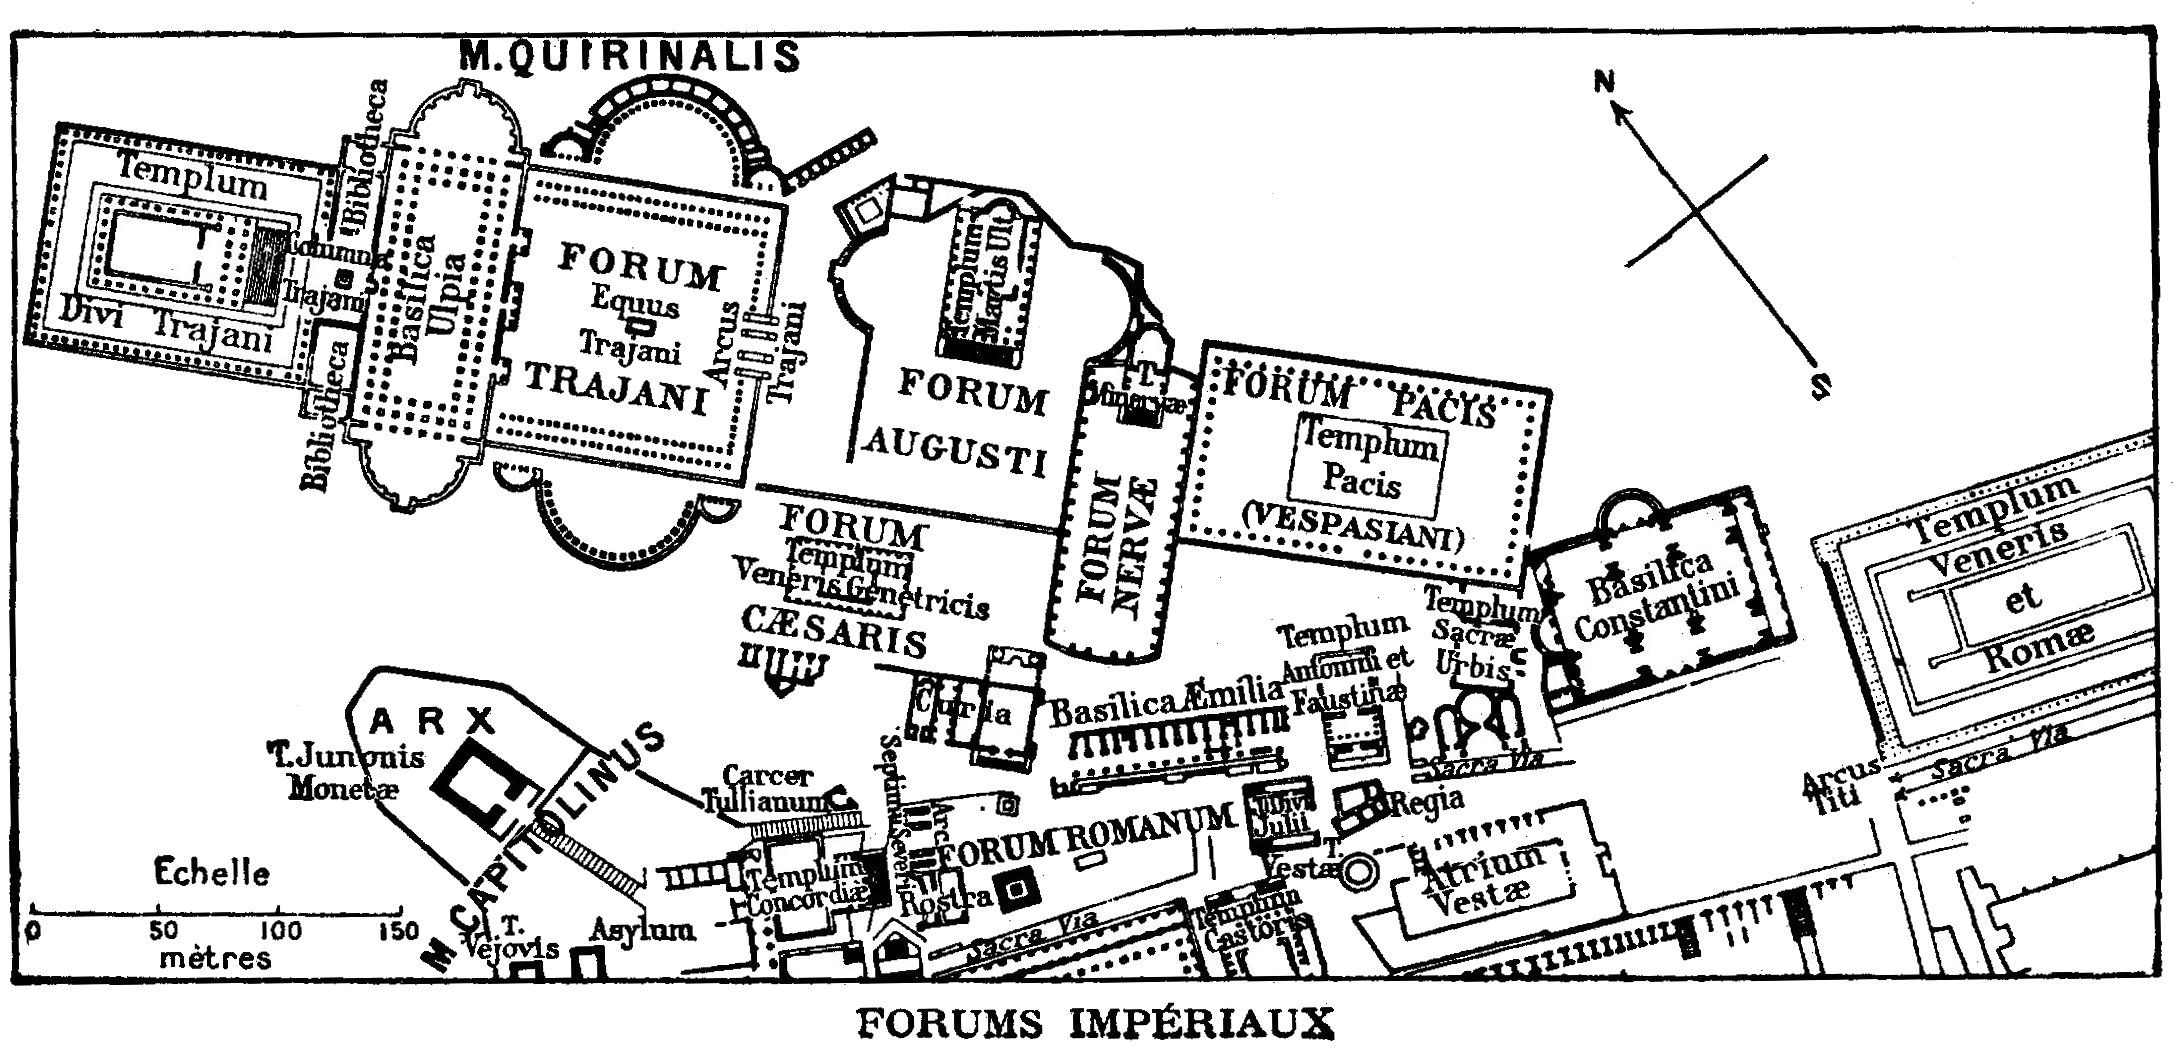 M. QUIRINALIS
N
S
Templum
Divi Trajani
Bibliotheca
Columna
Trajani
Bibliotheca
Basilica
Ulpia
FORUM
Equus
Trajani
TRAJANI
Arcus
Trajani
Templum
Martis Ult.
FORUM
AUGUSTI
T.
Minervæ
FORUM
NERVÆ
FORUM PACIS
Templum
Pacis
(VESPASIANI)
FORUM
Templum
Veneris Genetricis
CÆSARIS
Basilica
Constantini
Templum
Veneris
et
Romæ
Templum
Sacræ
Urbis
Templum
Antonini et
Faustinæ
Basilica Æmilia
Curia
ARX
T. Junonis
Monetæ
M. CAPITOLINUS
Carcer
Tullianum
Septimus Severi
Arc.
FORUM ROMANUM
T. Divi
Julii
Regia
Sacra Via
T.
Vestæ
Atrium
Vestæ
Arcus
Titi
Sacra Via
Templum
Concordiæ
Rostra
Sacra Via
Templum
Castoris
Asylum
T.
Vejovis
Echelle
0 50 100 150
mètres
FORUMS IMPÉRIAUX